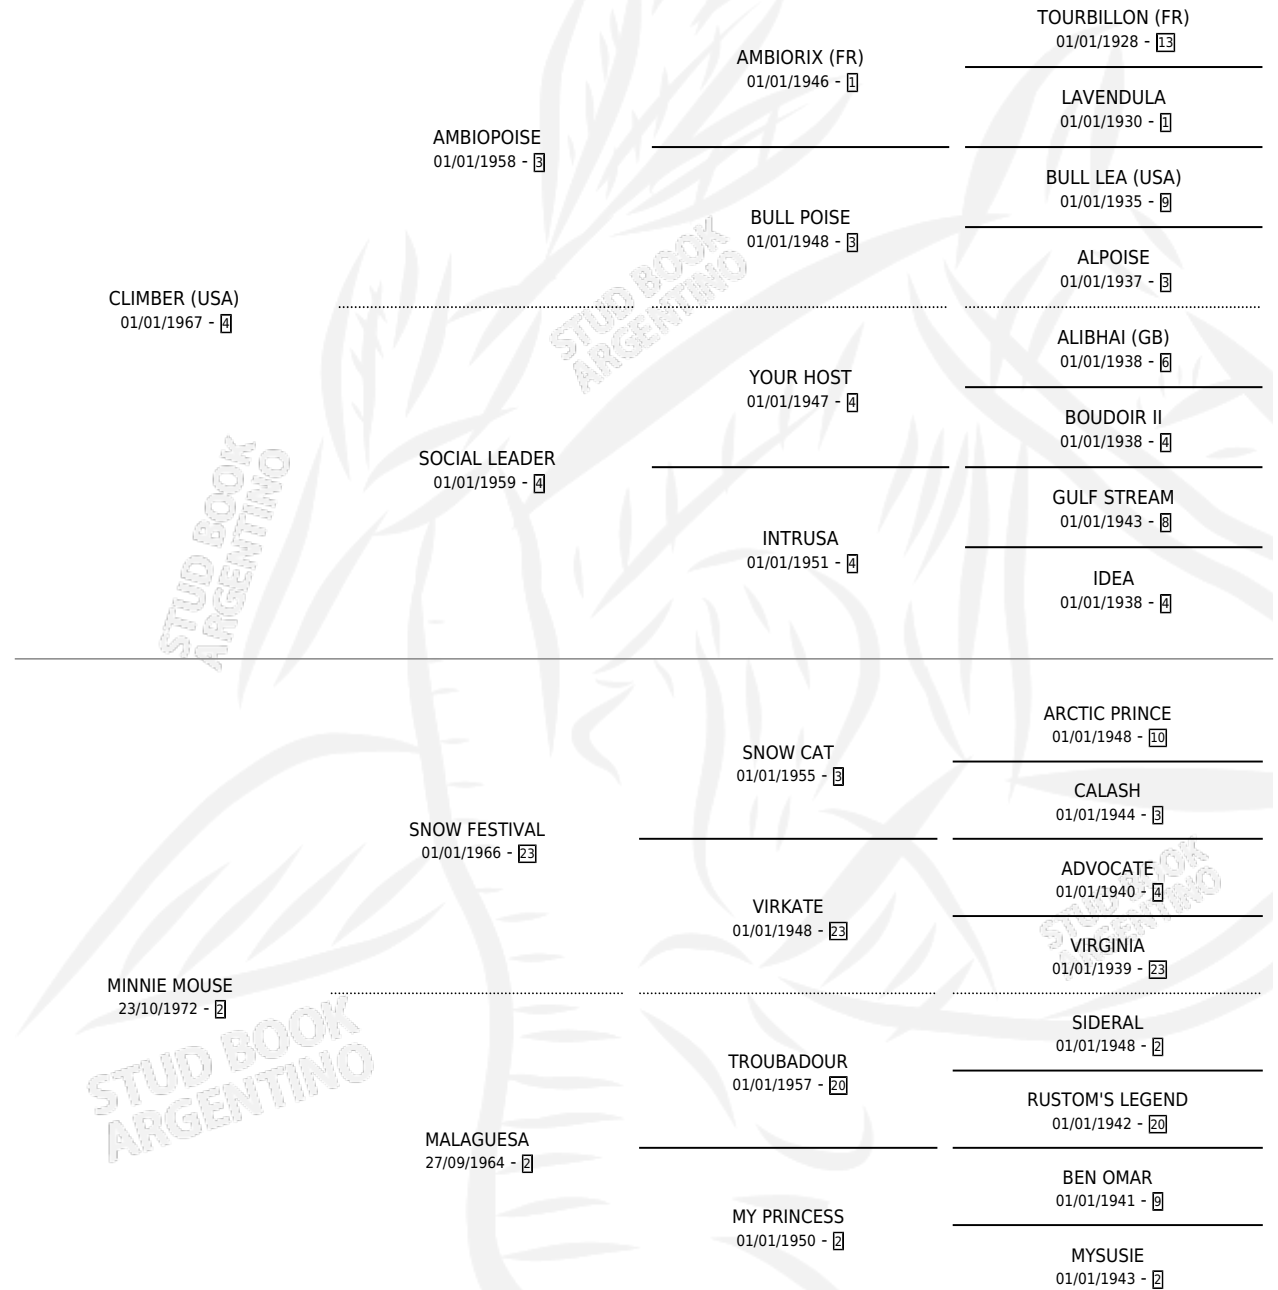 TOURBILLON (FR)
01/01/1928 - 13
AMBIORIX (FR)
01/01/1946 - 1
LAVENDULA
01/01/1930 - 1
AMBIOPOISE
01/01/1958 - 3
BULL LEA (USA)
01/01/1935 - 9
BULL POISE
01/01/1948 - 3
ALPOISE
01/01/1937 - 3
CLIMBER (USA)
01/01/1967 - 4
ALIBHAI (GB)
01/01/1938 - 6
YOUR HOST
01/01/1947 - 4
BOUDOIR II
01/01/1938 - 4
SOCIAL LEADER
01/01/1959 - 4
GULF STREAM
01/01/1943 - 8
INTRUSA
01/01/1951 - 4
IDEA
01/01/1938 - 4
ARCTIC PRINCE
01/01/1948 - 10
SNOW CAT
01/01/1955 - 3
CALASH
01/01/1944 - 3
SNOW FESTIVAL
01/01/1966 - 23
ADVOCATE
01/01/1940 - 4
VIRKATE
01/01/1948 - 23
VIRGINIA
01/01/1939 - 23
MINNIE MOUSE
23/10/1972 - 2
SIDERAL
01/01/1948 - 2
TROUBADOUR
01/01/1957 - 20
RUSTOM'S LEGEND
01/01/1942 - 20
MALAGUESA
27/09/1964 - 2
BEN OMAR
01/01/1941 - 9
MY PRINCESS
01/01/1950 - 2
MYSUSIE
01/01/1943 - 2
STUD BOOK
ARGENTINO
STUD BOOK
ARGENTINO
STUD BOOK
ARGENTINO
STUD BOOK
ARGENTINO